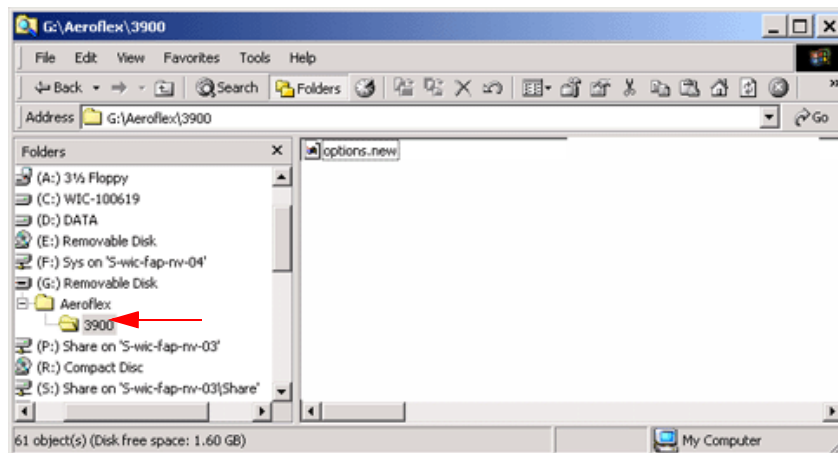 G:\Aeroflex\3900
File Edit View Favorites Tools Help
Back Search Folders
Address G:\Aeroflex\3900 Go
Folders
options.new
(A:) 3½ Floppy
(C:) WIC-100619
(D:) DATA
(E:) Removable Disk
(F:) Sys on 'S-wic-fap-nv-04'
(G:) Removable Disk
Aeroflex
3900
(P:) Share on 'S-wic-fap-nv-03'
(R:) Compact Disc
(S:) Share on 'S-wic-fap-nv-03\Share'
61 object(s) (Disk free space: 1.60 GB) My Computer